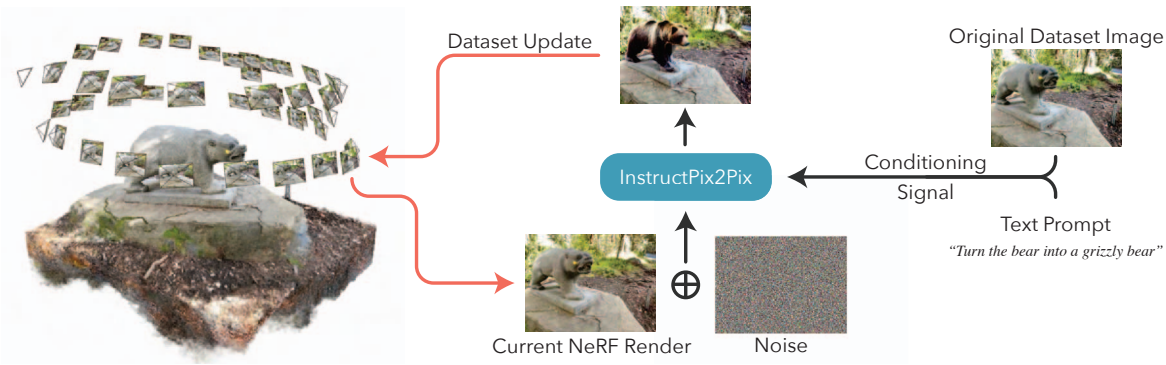 Dataset Update
Original Dataset Image
InstructPix2Pix
Conditioning
Signal
Text Prompt
“Turn the bear into a grizzly bear”
Current NeRF Render
Noise